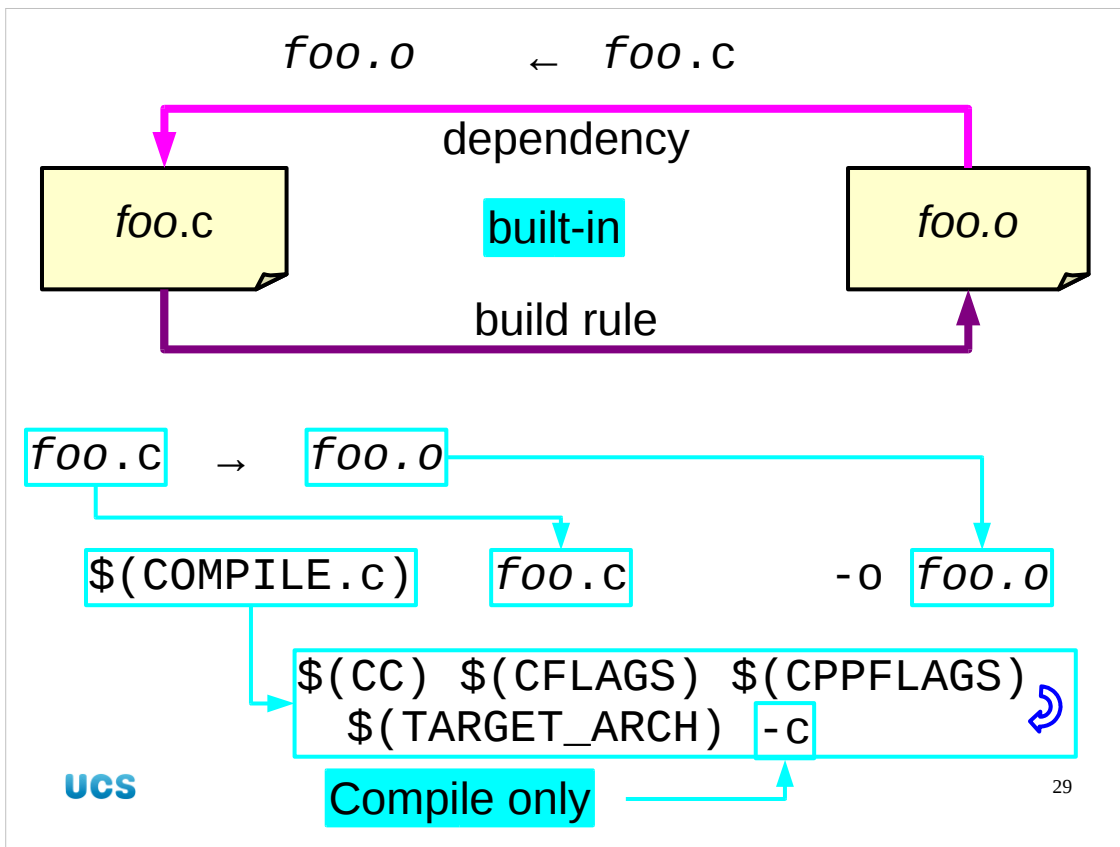 foo.o ← foo.c
dependency
foo.c
built-in
foo.o
build rule
foo.c → foo.o
$(COMPILE.c) foo.c -o foo.o
$(CC) $(CFLAGS) $(CPPFLAGS)
$(TARGET_ARCH) -c
UCS
Compile only
29